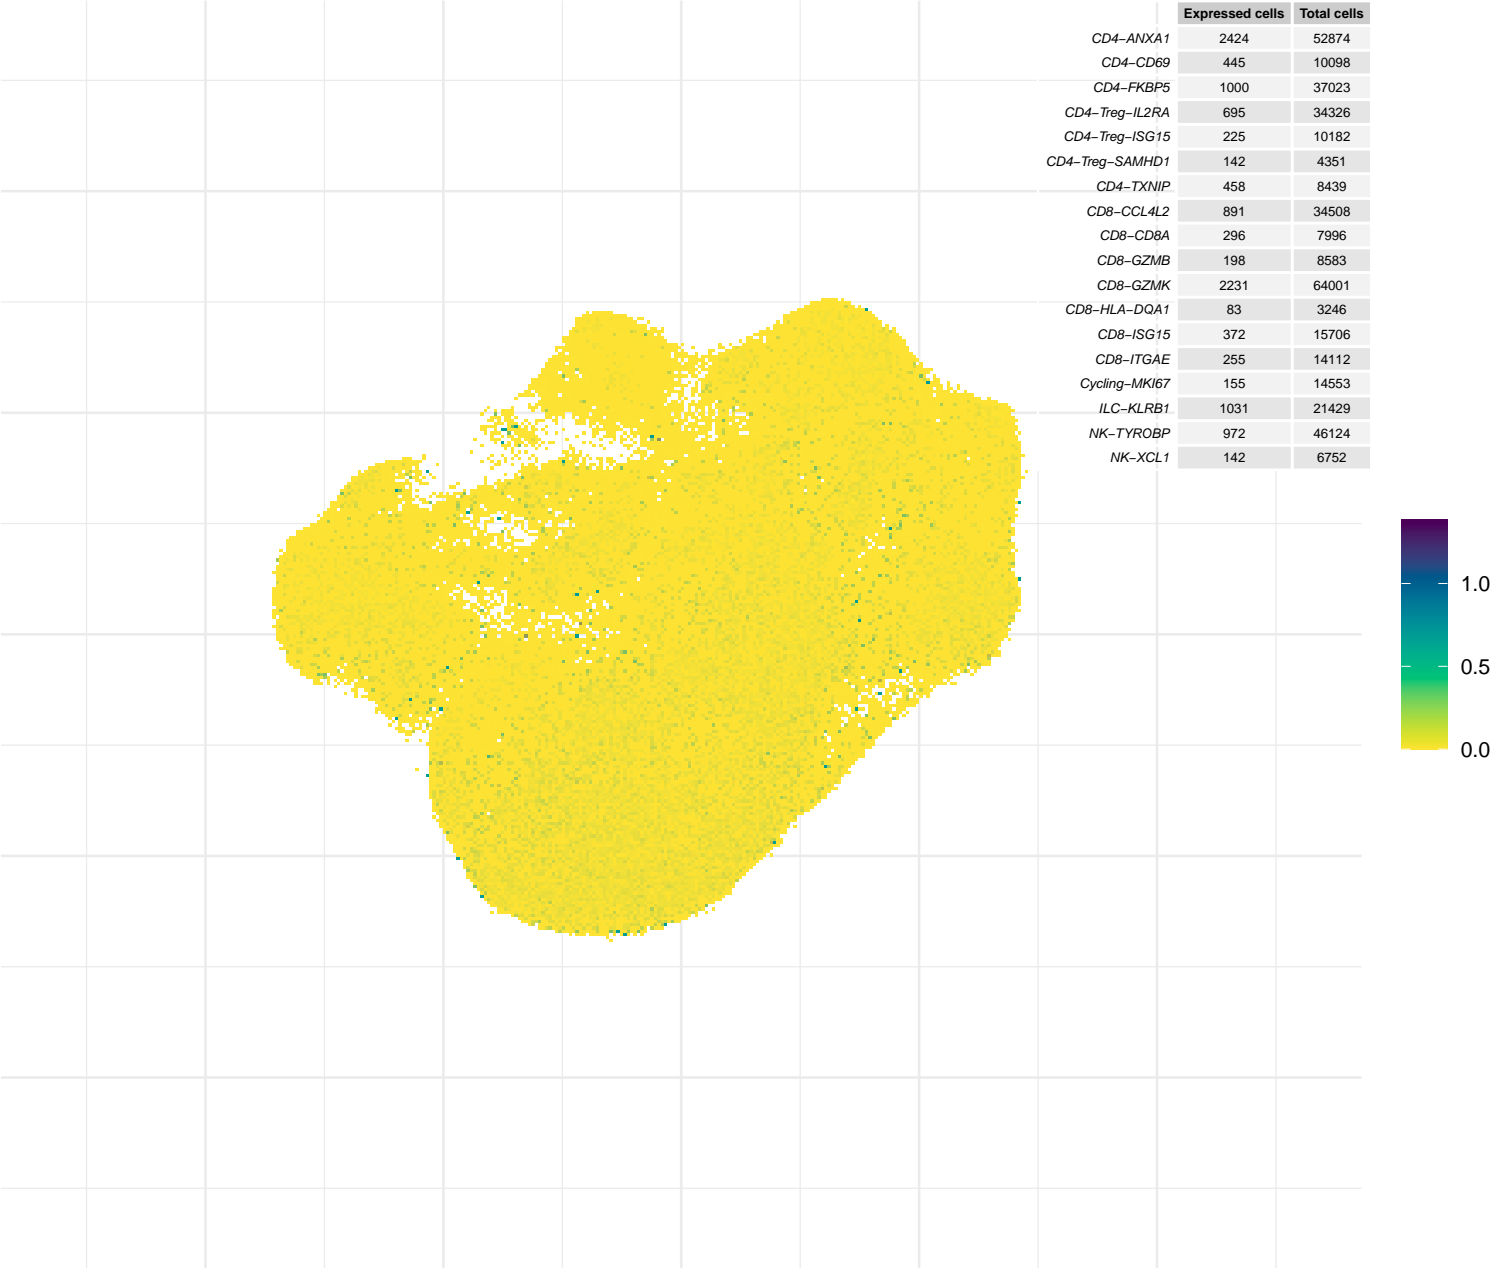 Expressed cells Total cells
CD4−ANXA1 2424 52874
CD4−CD69 445 10098
CD4−FKBP5 1000 37023
CD4−Treg−IL2RA 695 34326
CD4−Treg−ISG15 225 10182
CD4−Treg−SAMHD1 142 4351
CD4−TXNIP 458 8439
CD8−CCL4L2 891 34508
CD8−CD8A 296 7996
CD8−GZMB 198 8583
CD8−GZMK 2231 64001
CD8−HLA−DQA1 83 3246
CD8−ISG15 372 15706
CD8−ITGAE 255 14112
Cycling−MKI67 155 14553
ILC−KLRB1 1031 21429
NK−TYROBP 972 46124
NK−XCL1 142 6752
1.0
0.5
0.0